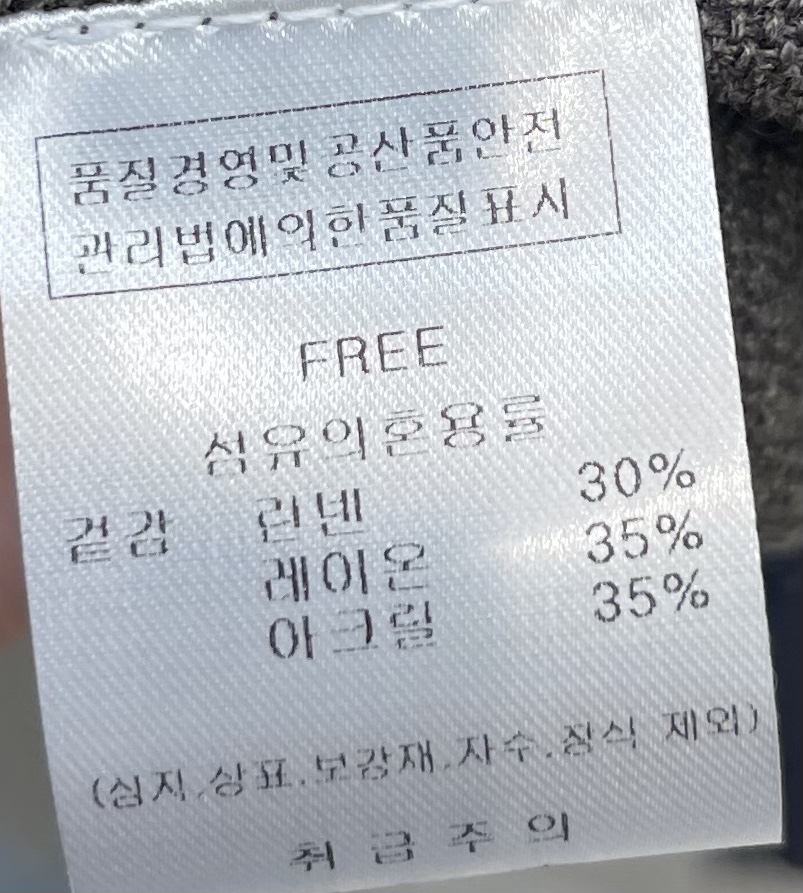 품질경영및 공산품안전
관리법에의한품질표시
FREE
섬유의혼용률
겉감 린넨 30%
레이온 35%
아크릴 35%
(심지.상표.보강재.자수.장식 제외)
취급주의